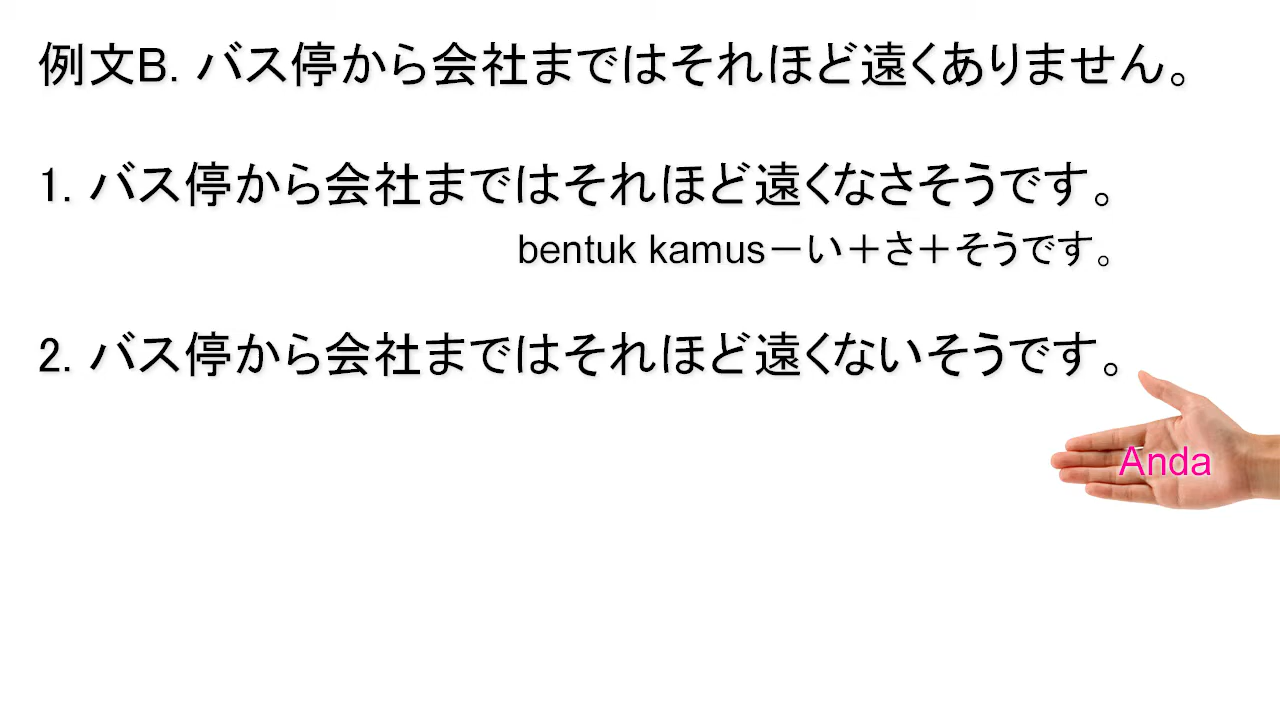 例文B. バス停から会社まではそれほど遠くありません。
1. バス停から会社まではそれほど遠くなさそうです。
bentuk kamus－い＋さ＋そうです。
2. バス停から会社まではそれほど遠くないそうです。
Anda